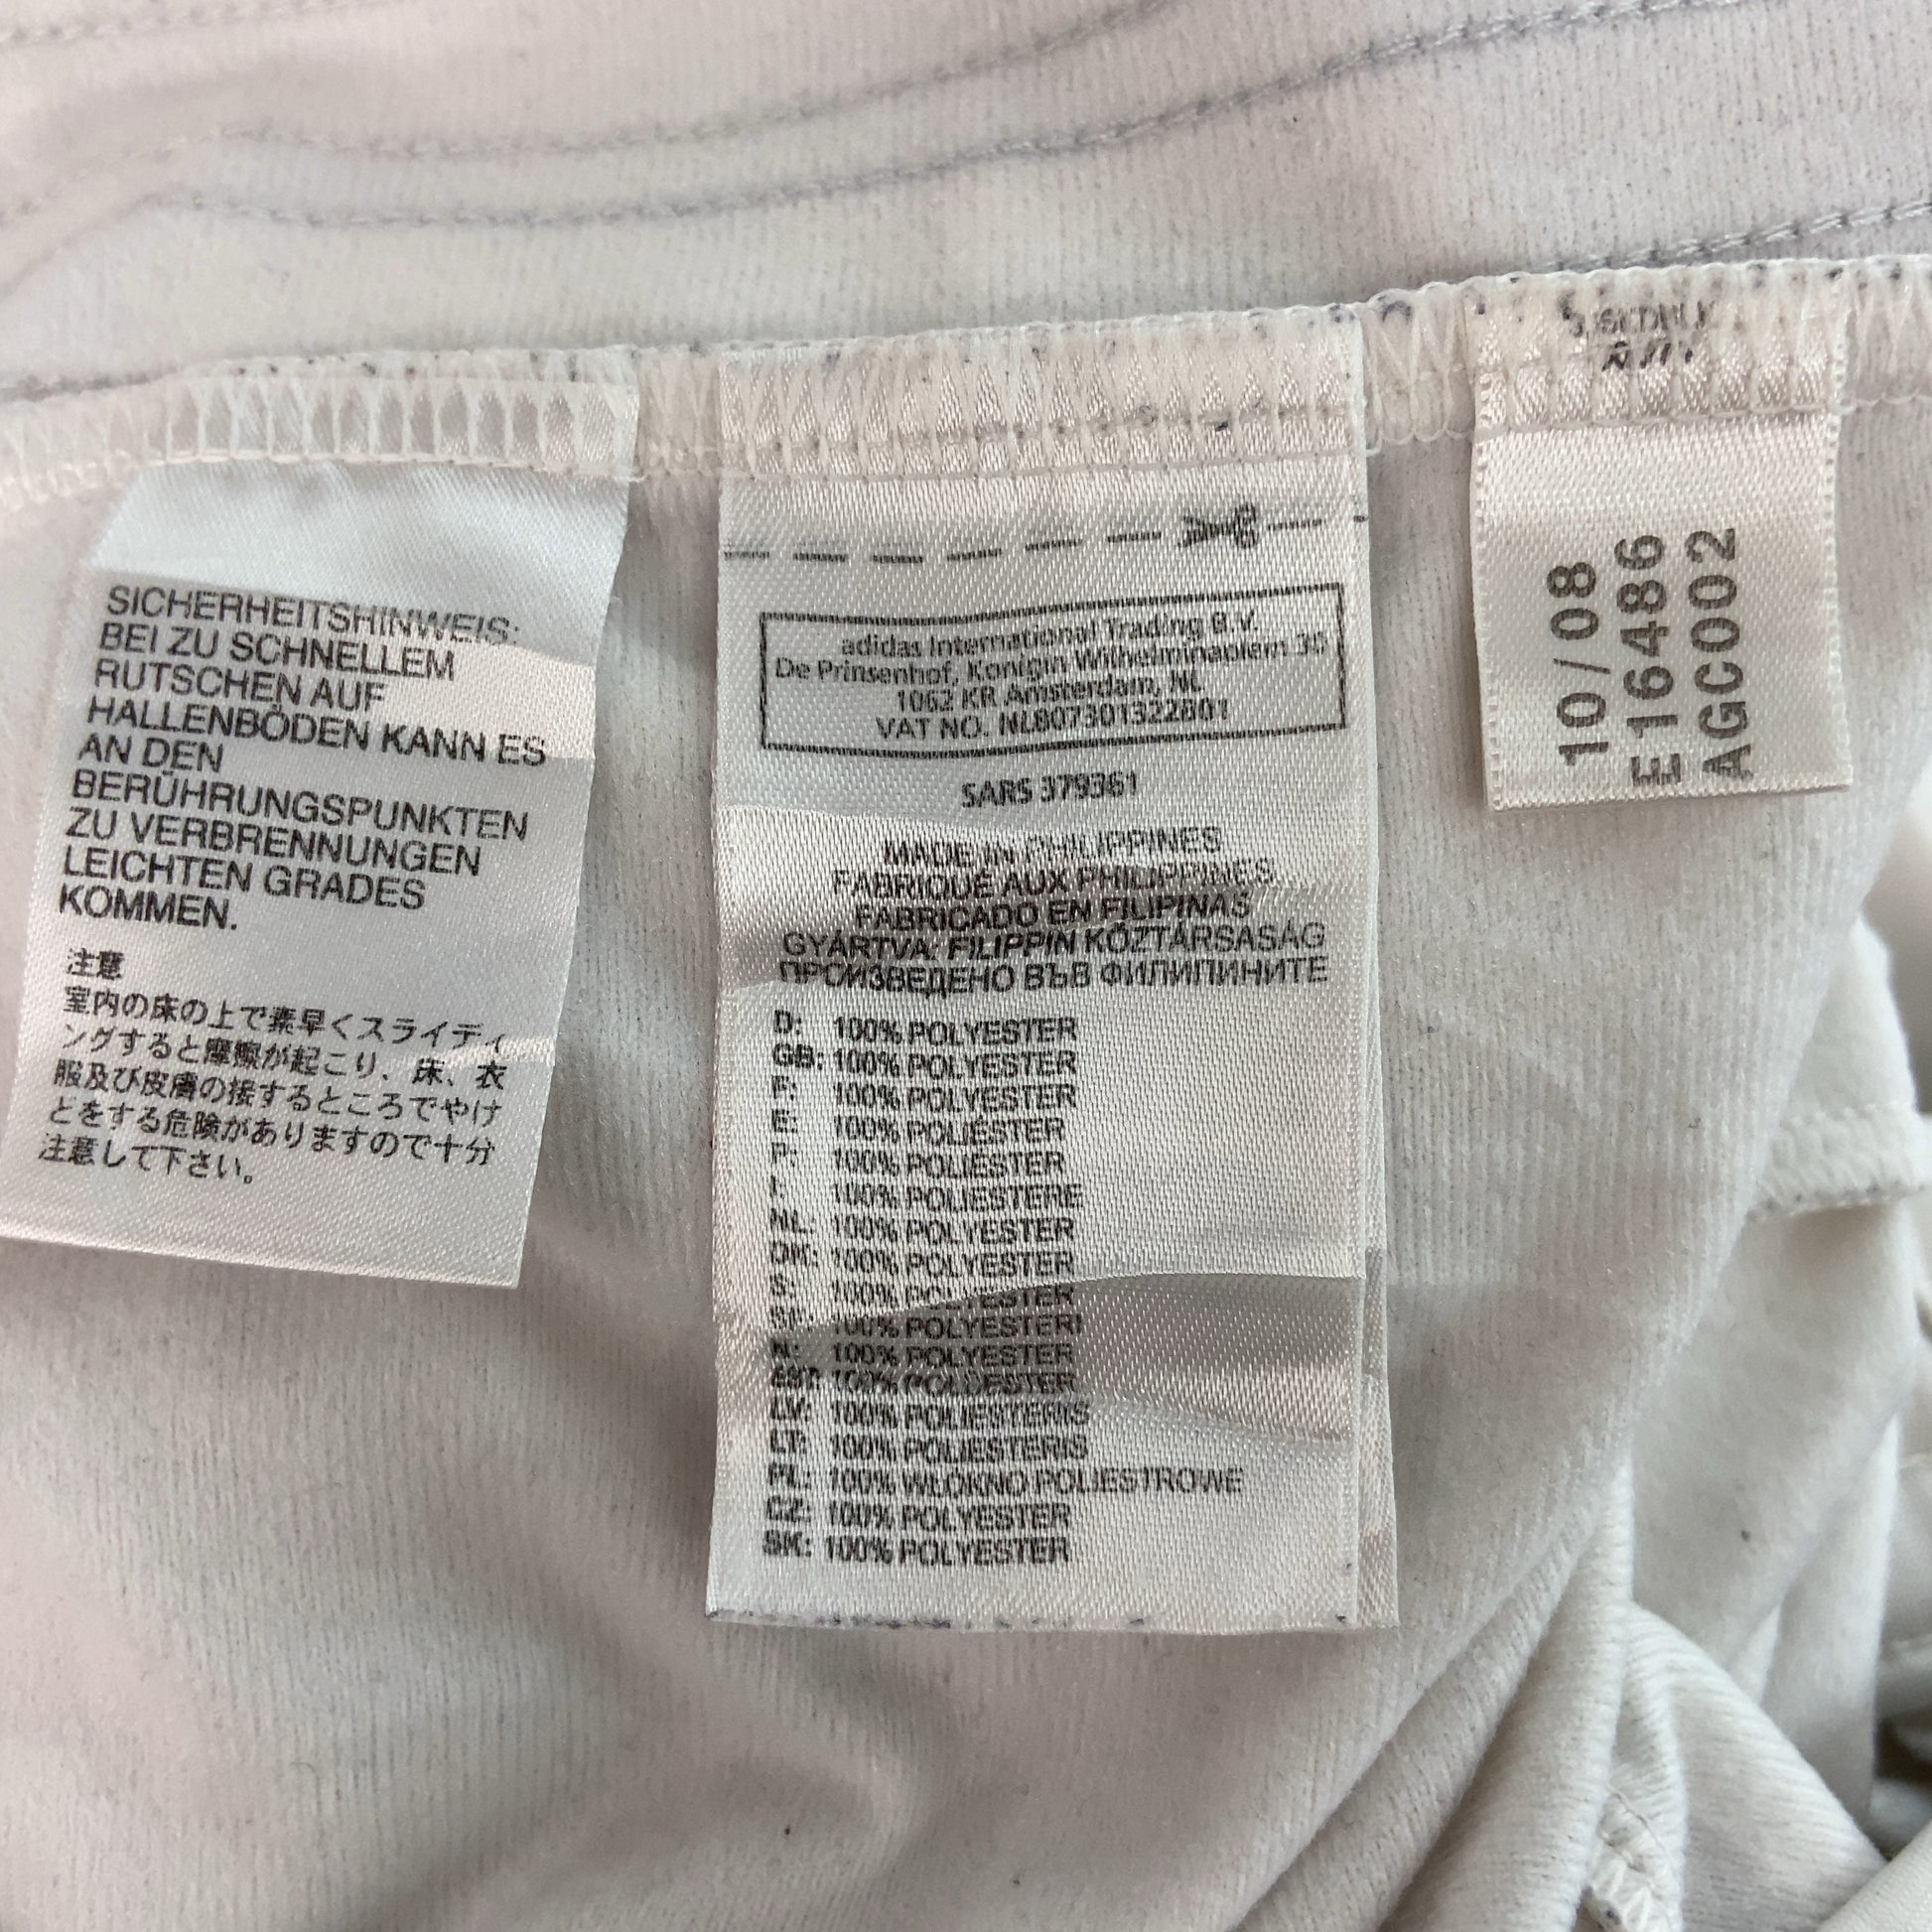 SICHERHEITSHINWEIS:
BEI ZU SCHNELLEM
RUTSCHEN AUF
HALLENBÖDEN KANN ES
AN DEN
BERÜHRUNGSPUNKTEN
ZU VERBRENNUNGEN
LEICHTEN GRADES
KOMMEN.
注意
室内の床の上で素早くスライディ
ングすると摩擦が起こり、床、衣
服及び皮膚の接するところでやけ
どをする危険がありますので十分
注意して下さい。
adidas International Trading B.V.
De Prinsenhof, Konigin Wilhelminaplein 30
1062 KR Amsterdam, NL
VAT NO. NL807301322B01
SARS 379361
MADE IN PHILIPPINES
FABRIQUÉ AUX PHILIPPINES
FABRICADO EN FILIPINAS
GYÁRTVA: FILIPPIN KÖZTÁRSASÁG
ПРОИЗВЕДЕНО ВЪВ ФИЛИПИНИТЕ
D: 100% POLYESTER
GB: 100% POLYESTER
F: 100% POLYESTER
E: 100% POLIÉSTER
P: 100% POLIÉSTER
I: 100% POLIESTERE
NL: 100% POLYESTER
DK: 100% POLYESTER
S: 100% POLYESTER
100% POLYESTERI
N: 100% POLYESTER
EST: 100% POLÜESTER
LV: 100% POLIESTERIS
LT: 100% POLIESTERIS
PL: 100% WŁÓKNO POLIESTROWE
CZ: 100% POLYESTER
SK: 100% POLYESTER
10/08
E16486
AGC002